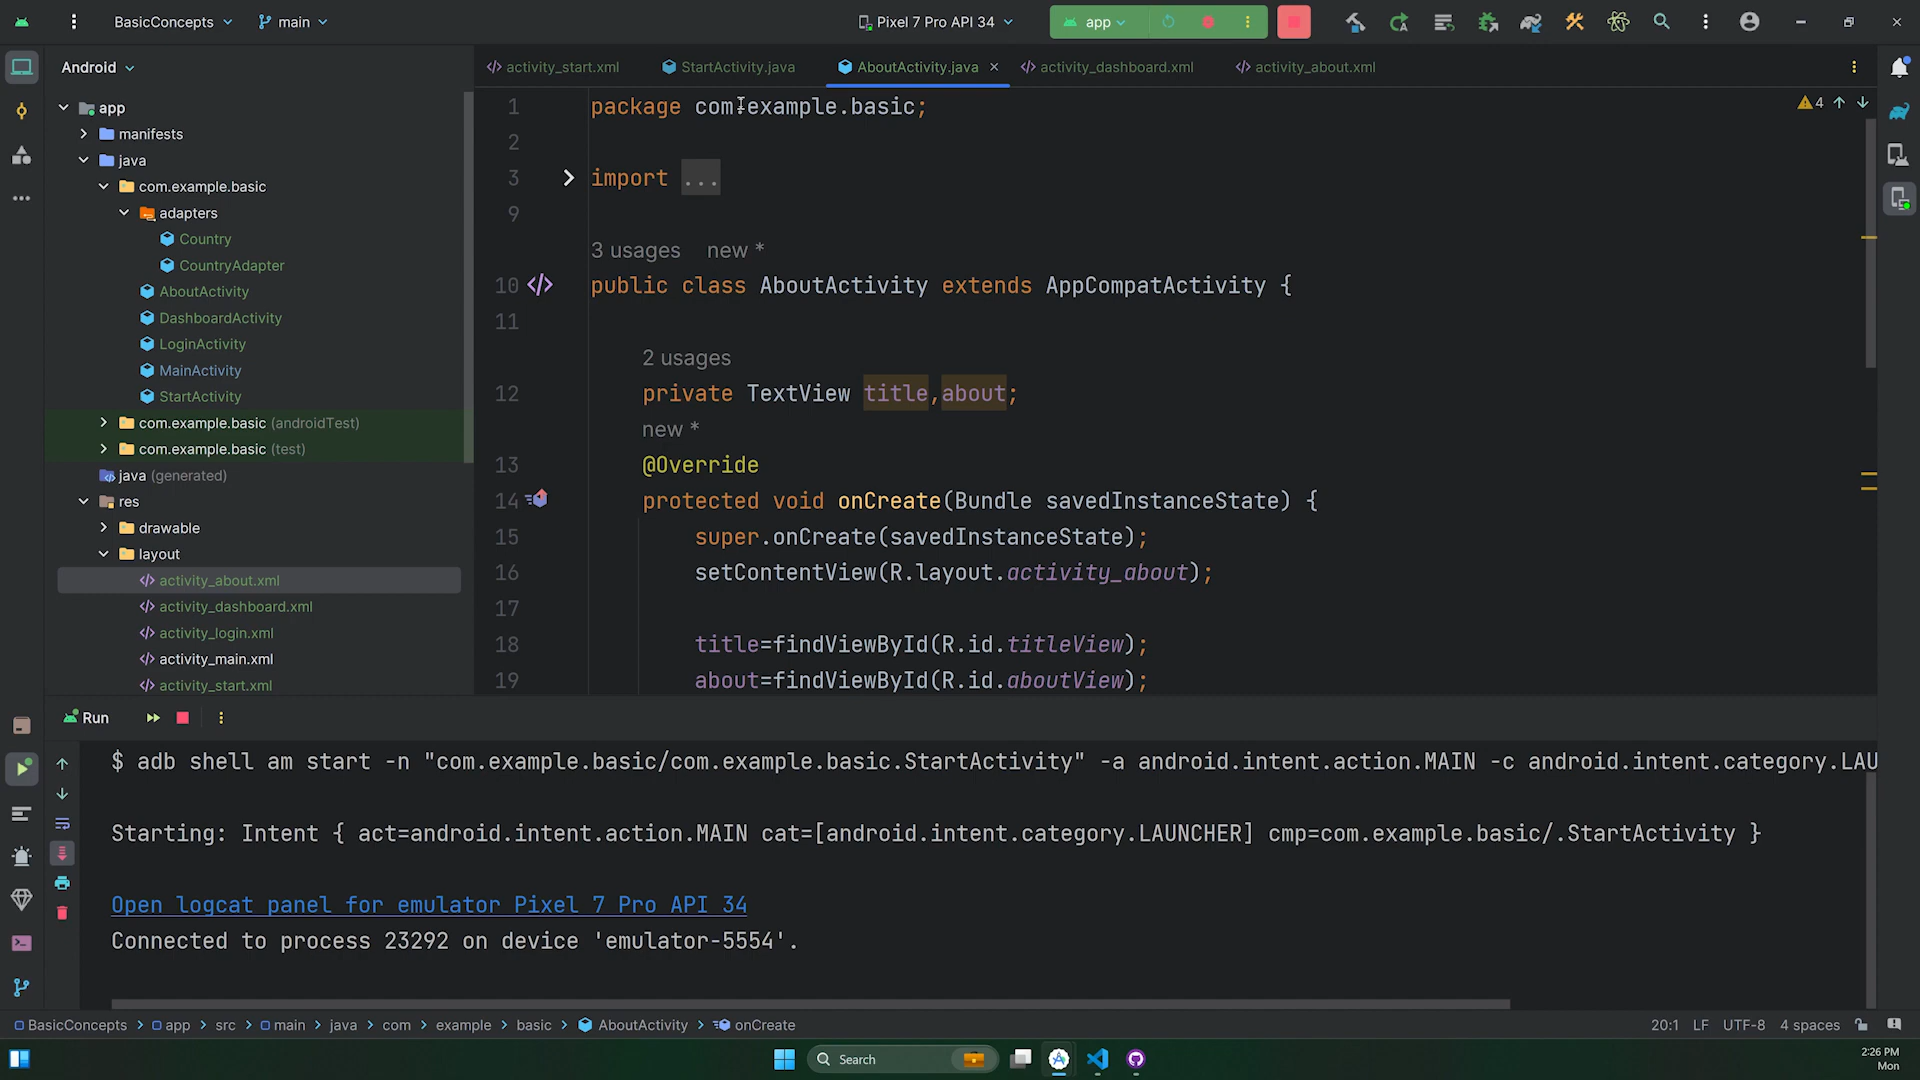 BasicConcepts
main
Pixel 7 Pro API 34
app
Android
activity_start.xml
StartActivity.java
AboutActivity.java
activity_dashboard.xml
activity_about.xml
app
manifests
java
com.example.basic
adapters
Country
CountryAdapter
AboutActivity
DashboardActivity
LoginActivity
MainActivity
StartActivity
com.example.basic (androidTest)
com.example.basic (test)
java (generated)
res
drawable
layout
activity_about.xml
activity_dashboard.xml
activity_login.xml
activity_main.xml
activity_start.xml
4
1 package com.example.basic;
2
3 import ...
9
3 usages new *
10 public class AboutActivity extends AppCompatActivity {
11
2 usages
12 private TextView title,about;
new *
13 @Override
14 protected void onCreate(Bundle savedInstanceState) {
15 super.onCreate(savedInstanceState);
16 setContentView(R.layout.activity_about);
17
18 title=findViewById(R.id.titleView);
19 about=findViewById(R.id.aboutView);
Run
$ adb shell am start -n "com.example.basic/com.example.basic.StartActivity" -a android.intent.action.MAIN -c android.intent.category.LAU
Starting: Intent { act=android.intent.action.MAIN cat=[android.intent.category.LAUNCHER] cmp=com.example.basic/.StartActivity }
Open logcat panel for emulator Pixel 7 Pro API 34
Connected to process 23292 on device 'emulator-5554'.
BasicConcepts > app > src > main > java > com > example > basic > AboutActivity > onCreate
20:1 LF UTF-8 4 spaces
Search
2:26 PM
Mon